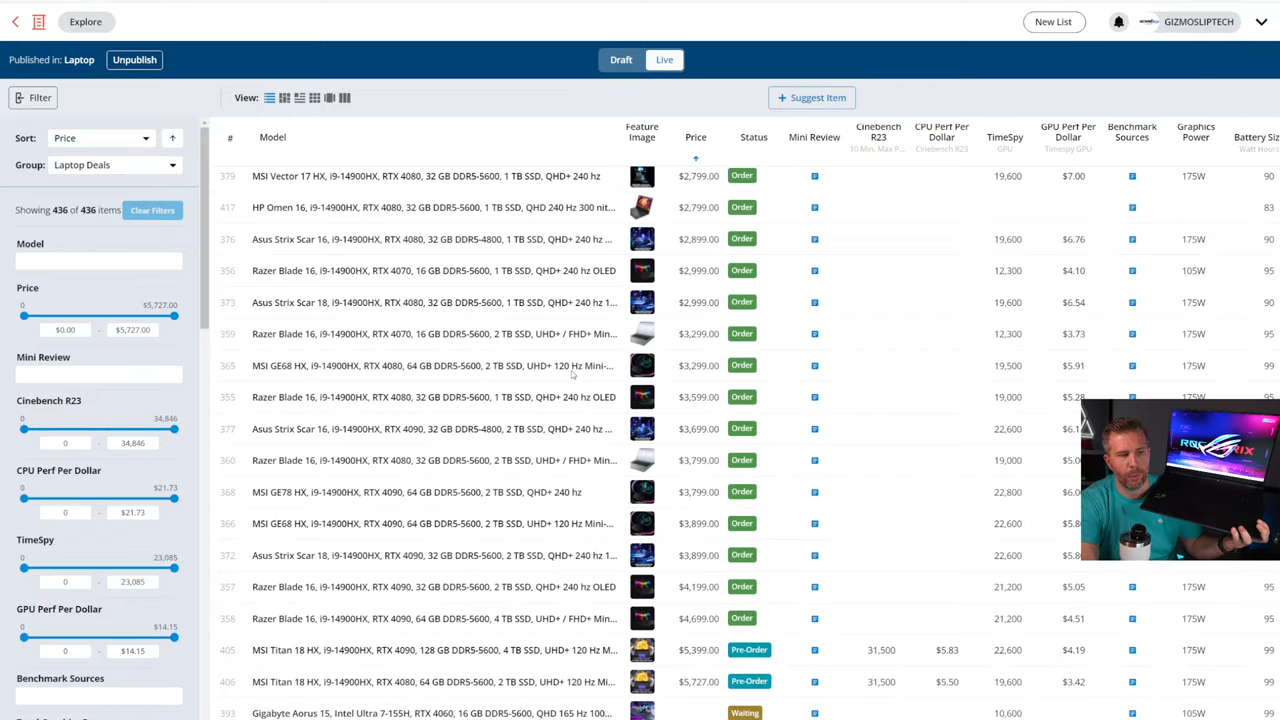 Explore
New List
GIZMOSLIPTECH
Published in: Laptop
Unpublish
Draft
Live
Filter
View:
+ Suggest Item
Sort: Price
Group: Laptop Deals
Showing 436 of 436 items
Clear Filters
Model
Price
0 $5,727.00
$0.00 - $5,727.00
Mini Review
Cinebench R23
0 34,846
0 - 34,846
CPU Perf Per Dollar
0 $21.73
0 - $21.73
TimeSpy
0 23,085
0 - 23,085
GPU Perf Per Dollar
0 $14.15
0 - $14.15
Benchmark Sources
# Model Feature Image Price Status Mini Review Cinebench R23 10 Min. Max P... CPU Perf Per Dollar Cinebench R23 TimeSpy GPU GPU Perf Per Dollar Timespy GPU Benchmark Sources Graphics Power Battery Siz Watt Hours
379 MSI Vector 17 HX, i9-14900HX, RTX 4080, 32 GB DDR5-5600, 1 TB SSD, QHD+ 240 hz $2,799.00 Order 19,600 $7.00 175W 90
417 HP Omen 16, i9-14900HX, RTX 4080, 32 GB DDR5-5600, 1 TB SSD, QHD 240 Hz 300 nit... $2,799.00 Order 175W 83
376 Asus Strix Scar 16, i9-14900HX, RTX 4080, 32 GB DDR5-4800, 1 TB SSD, QHD+ 240 hz ... $2,899.00 Order 19,600 $6.76 175W 90
356 Razer Blade 16, i9-14900HX, RTX 4070, 16 GB DDR5-5600, 1 TB SSD, QHD+ 240 hz OLED $2,999.00 Order 12,300 $4.10 105W 95
373 Asus Strix Scar 18, i9-14900HX, RTX 4080, 32 GB DDR5-5600, 1 TB SSD, QHD+ 240 hz 1... $2,999.00 Order 19,600 $6.54 175W 90
359 Razer Blade 16, i9-14900HX, RTX 4070, 16 GB DDR5-5600, 2 TB SSD, UHD+ / FHD+ Min... $3,299.00 Order 12,300 $3.73 175W 95
365 MSI GE68 HX, i9-14900HX, RTX 4080, 64 GB DDR5-5600, 2 TB SSD, UHD+ 120 Hz Mini-... $3,299.00 Order 19,500 $5.91 175W 99
355 Razer Blade 16, i9-14900HX, RTX 4080, 32 GB DDR5-5600, 1 TB SSD, QHD+ 240 hz OLED $3,599.00 Order 19,000 $5.28 175W 95
377 Asus Strix Scar 16, i9-14900HX, RTX 4090, 32 GB DDR5-4800, 2 TB SSD, QHD+ 240 hz ... $3,699.00 Order 22,600
360 Razer Blade 16, i9-14900HX, RTX 4080, 32 GB DDR5-5600, 2 TB SSD, UHD+ / FHD+ Min... $3,799.00 Order 19,000
368 MSI GE78 HX, i9-14900HX, RTX 4090, 64 GB DDR5-5600, 2 TB SSD, QHD+ 240 hz $3,799.00 Order 22,800
366 MSI GE68 HX, i9-14900HX, RTX 4090, 64 GB DDR5-5600, 2 TB SSD, UHD+ 120 Hz Mini-... $3,899.00 Order 22,600
372 Asus Strix Scar 18, i9-14900HX, RTX 4090, 32 GB DDR5-5600, 2 TB SSD, QHD+ 240 hz 1... $3,899.00 Order 22,600
357 Razer Blade 16, i9-14900HX, RTX 4090, 32 GB DDR5-5600, 2 TB SSD, QHD+ 240 hz OLED $4,199.00 Order 21,200 $5.05 175W 95
358 Razer Blade 16, i9-14900HX, RTX 4090, 64 GB DDR5-5600, 4 TB SSD, UHD+ / FHD+ Min... $4,699.00 Order 21,200 $4.51 175W 95
405 MSI Titan 18 HX, i9-14900HX, RTX 4090, 128 GB DDR5-5600, 4 TB SSD, UHD+ 120 Hz M... $5,399.00 Pre-Order 31,500 $5.83 22,600 $4.19 175W 99
406 MSI Titan 18 HX, i9-14900HX, RTX 4080, 128 GB DDR5-5600, 4 TB SSD, UHD+ 120 Hz Mi... $5,727.00 Pre-Order 31,500 $5.50 19,600 $3.42 175W 99
393 Gigabyte Aorus 15, Intel Ultra 7-155H, RTX 4060, 16 GB DDR5-5600, 1 TB SSD, QHD 165 Hz 100... Waiting 99